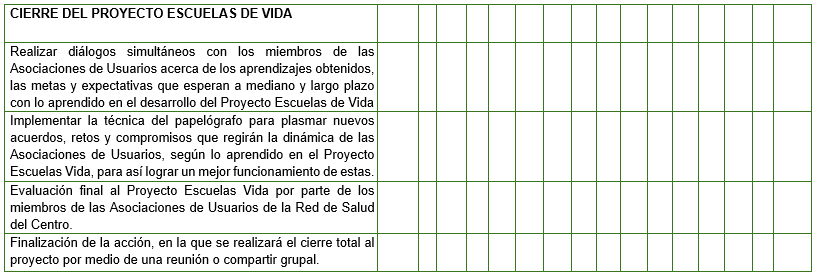 CIERRE DEL PROYECTO ESCUELAS DE VIDA
Realizar diálogos simultáneos con los miembros de las
Asociaciones de Usuarios acerca de los aprendizajes obtenidos,
las metas y expectativas que esperan a mediano y largo plazo
con lo aprendido en el desarrollo del Proyecto Escuelas de Vida
Implementar la técnica del papelógrafo para plasmar nuevos
acuerdos, retos y compromisos que regirán la dinámica de las
Asociaciones de Usuarios, según lo aprendido en el Proyecto
Escuelas Vida, para así lograr un mejor funcionamiento de estas.
Evaluación final al Proyecto Escuelas Vida por parte de los
miembros de las Asociaciones de Usuarios de la Red de Salud
del Centro.
Finalización de la acción, en la que se realizará el cierre total al
proyecto por medio de una reunión o compartir grupal.